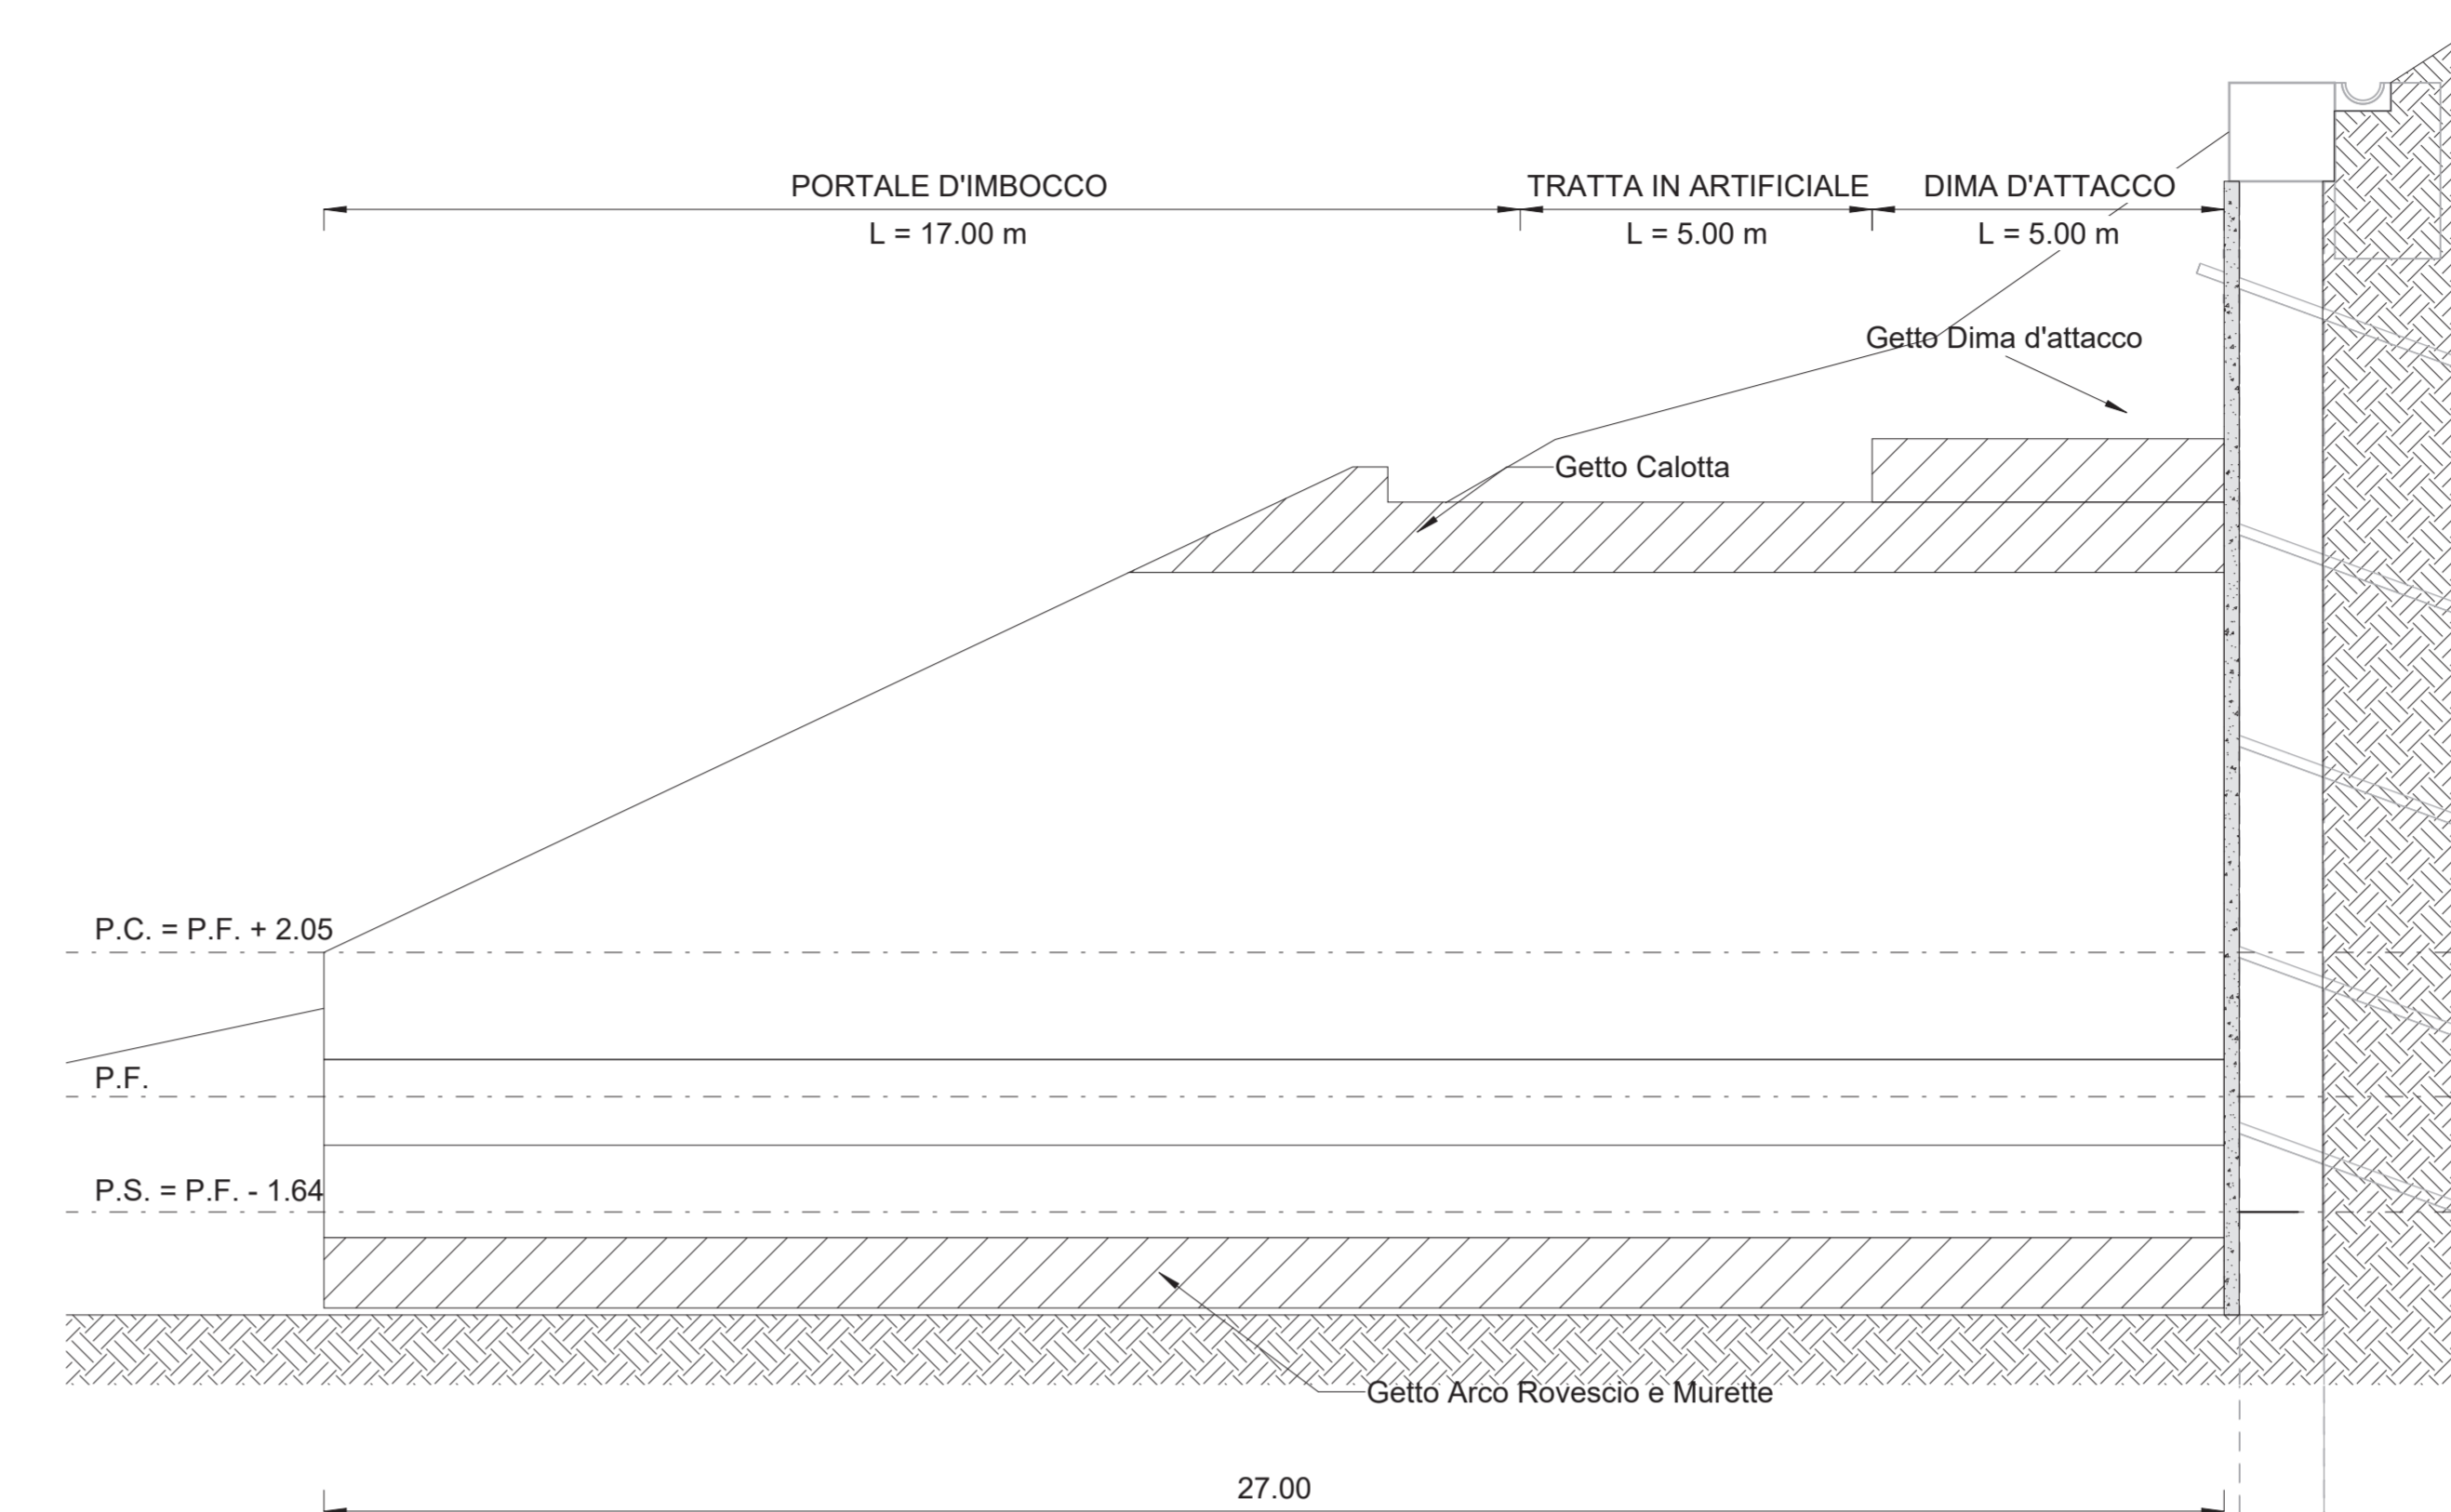 PORTALE D'IMBOCCO
TRATTA IN ARTIFICIALE
DIMA D'ATTACCO
L = 17.00 m
L = 5.00 m
L = 5.00 m
Getto Dima d'attacco
Getto Calotta
P.C. = P.F. + 2.05
P.F.
P.S. = P.F. - 1.64
Getto Arco Rovescio e Murette
27.00